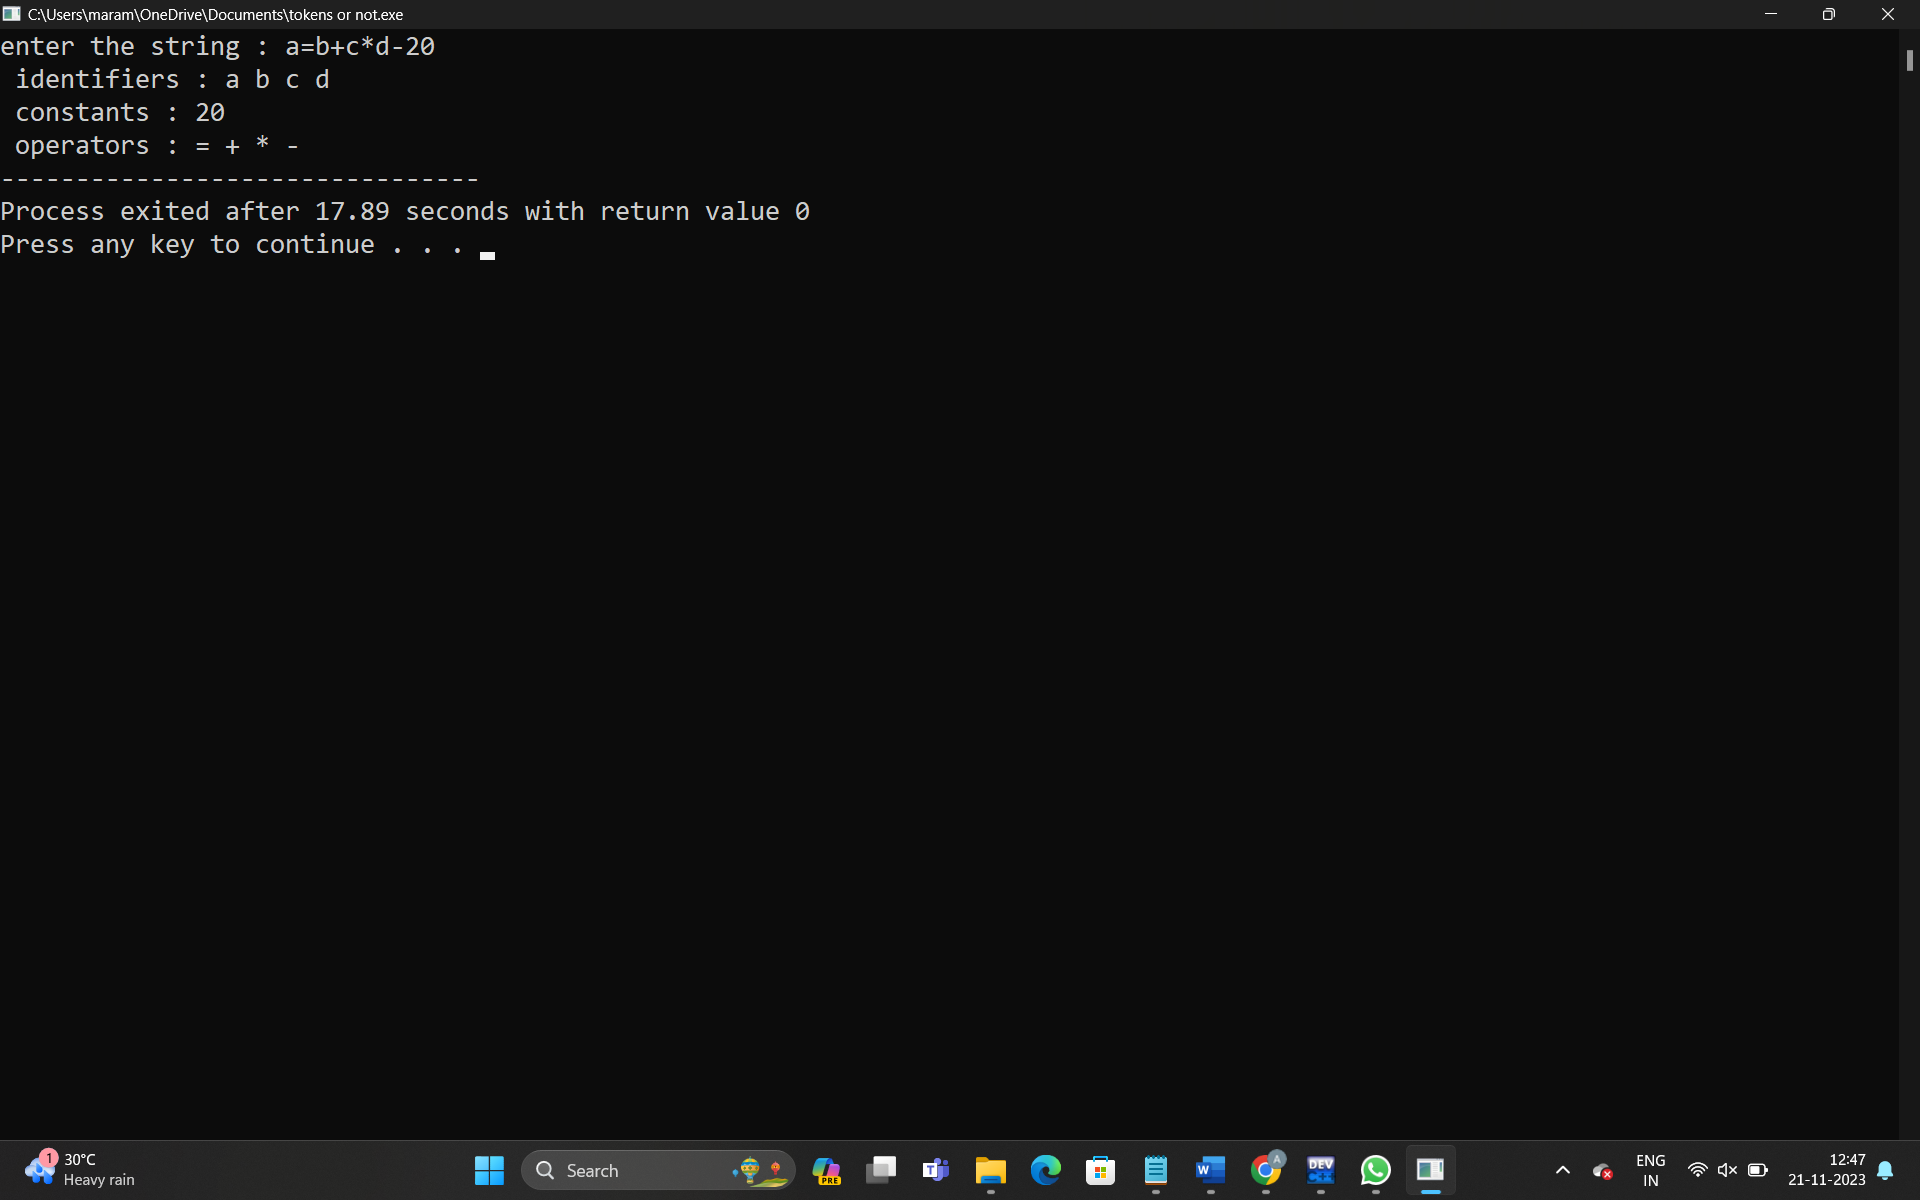 C:\Users\maram\OneDrive\Documents\tokens or not.exe
enter the string : a=b+c*d-20
identifiers : a b c d
constants : 20
operators : = + * -
--------------------------------
Process exited after 17.89 seconds with return value 0
Press any key to continue . . .
1
30°C
Heavy rain
Search
PRE
T
W
A
DEV
C++
ENG
IN
12:47
21-11-2023